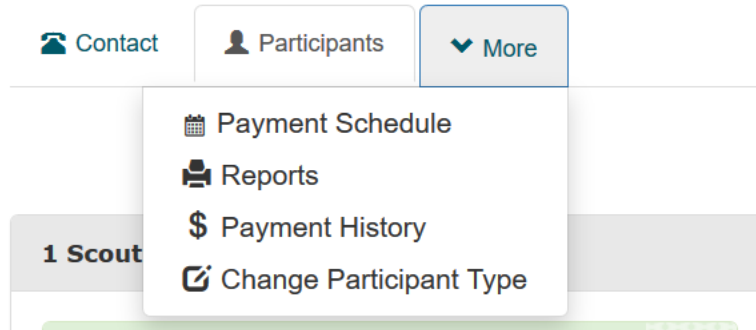 Contact Participants More
Payment Schedule
Reports
$ Payment History
Change Participant Type
1 Scout